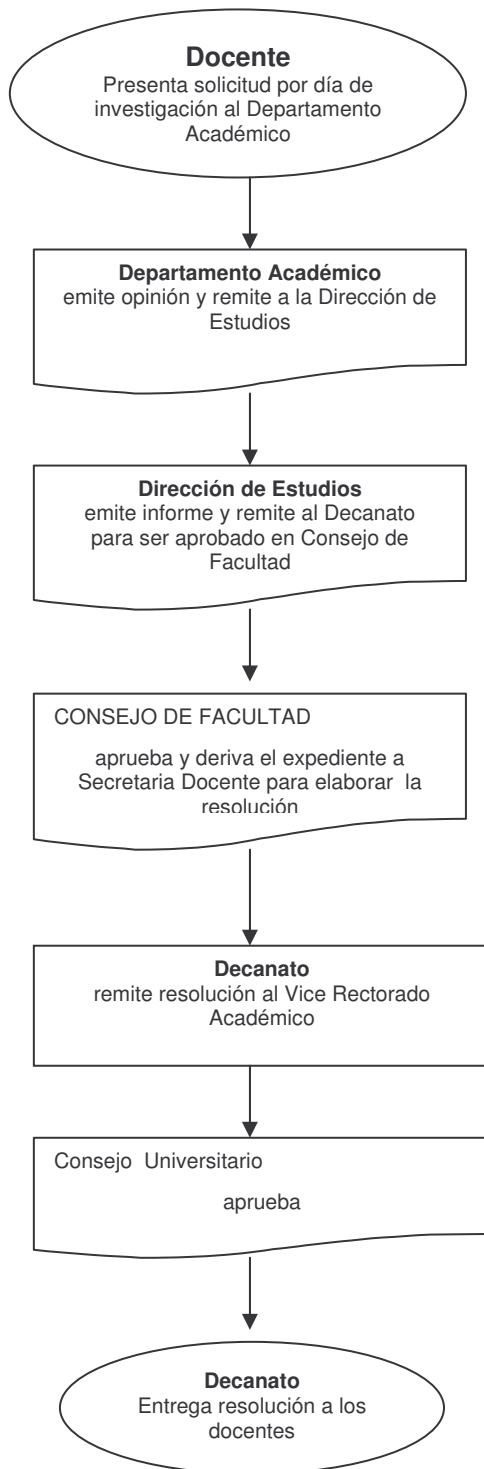 Docente
Presenta solicitud por día de
investigación al Departamento
Académico
Departamento Académico
emite opinión y remite a la Dirección de
Estudios
Dirección de Estudios
emite informe y remite al Decanato
para ser aprobado en Consejo de
Facultad
CONSEJO DE FACULTAD
aprueba y deriva el expediente a
Secretaria Docente para elaborar la
resolución
Decanato
remite resolución al Vice Rectorado
Académico
Consejo Universitario
aprueba
Decanato
Entrega resolución a los
docentes